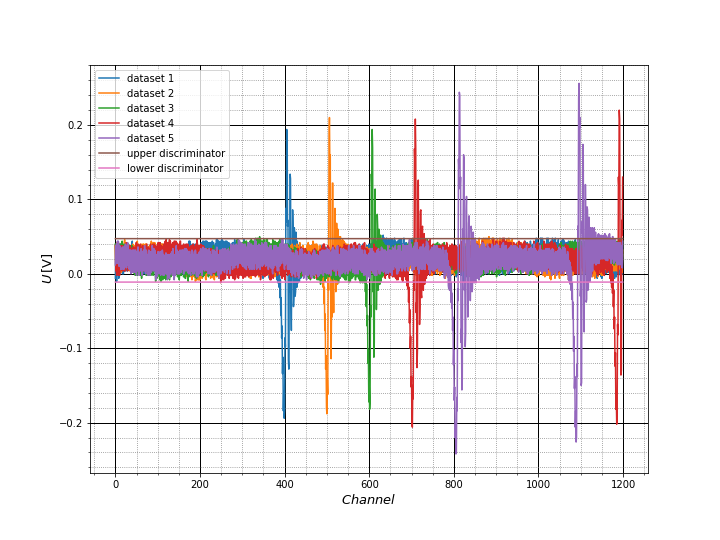 dataset 1
dataset 2
dataset 3
dataset 4
dataset 5
upper discriminator
lower discriminator
0.2
0.1
0.0
−0.1
−0.2
U [V]
0 200 400 600 800 1000 1200
Channel